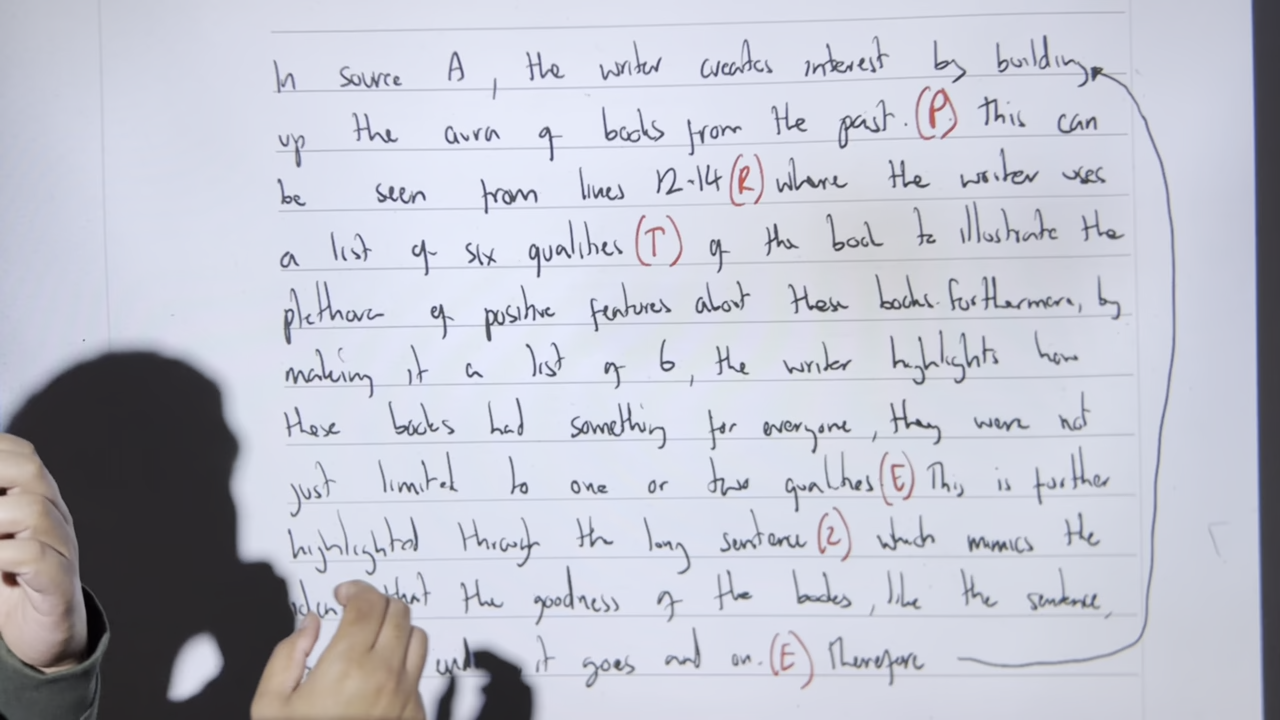 In source A, the writer creates interest by building
up the aura of books from the past. (P) this can
be seen from lines 12-14 (R) where the writer uses
a list of six qualities (T) of the book to illustrate the
plethora of positive features about these books. Furthermore, by
making it a list of 6, the writer highlights how
these books had something for everyone, they were not
just limited to one or two qualities (E) This is further
highlighted through the long sentence (2) which mimics the
that the goodness of the books, like the sentence,
it goes and on. (E) Therefore